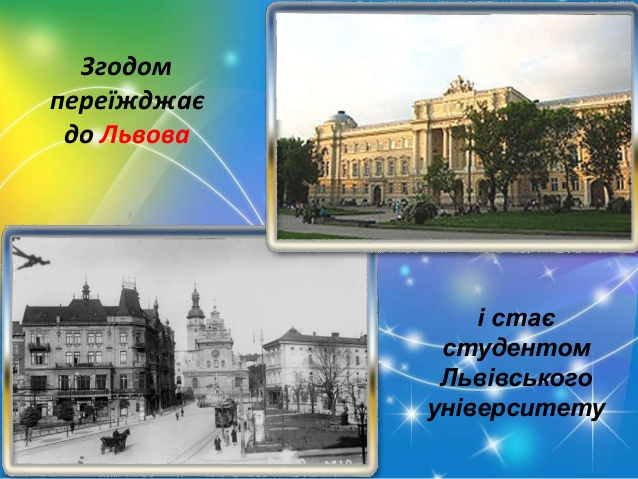 Згодом
переїжджає
до Львова
і стає
студентом
Львівського
університету